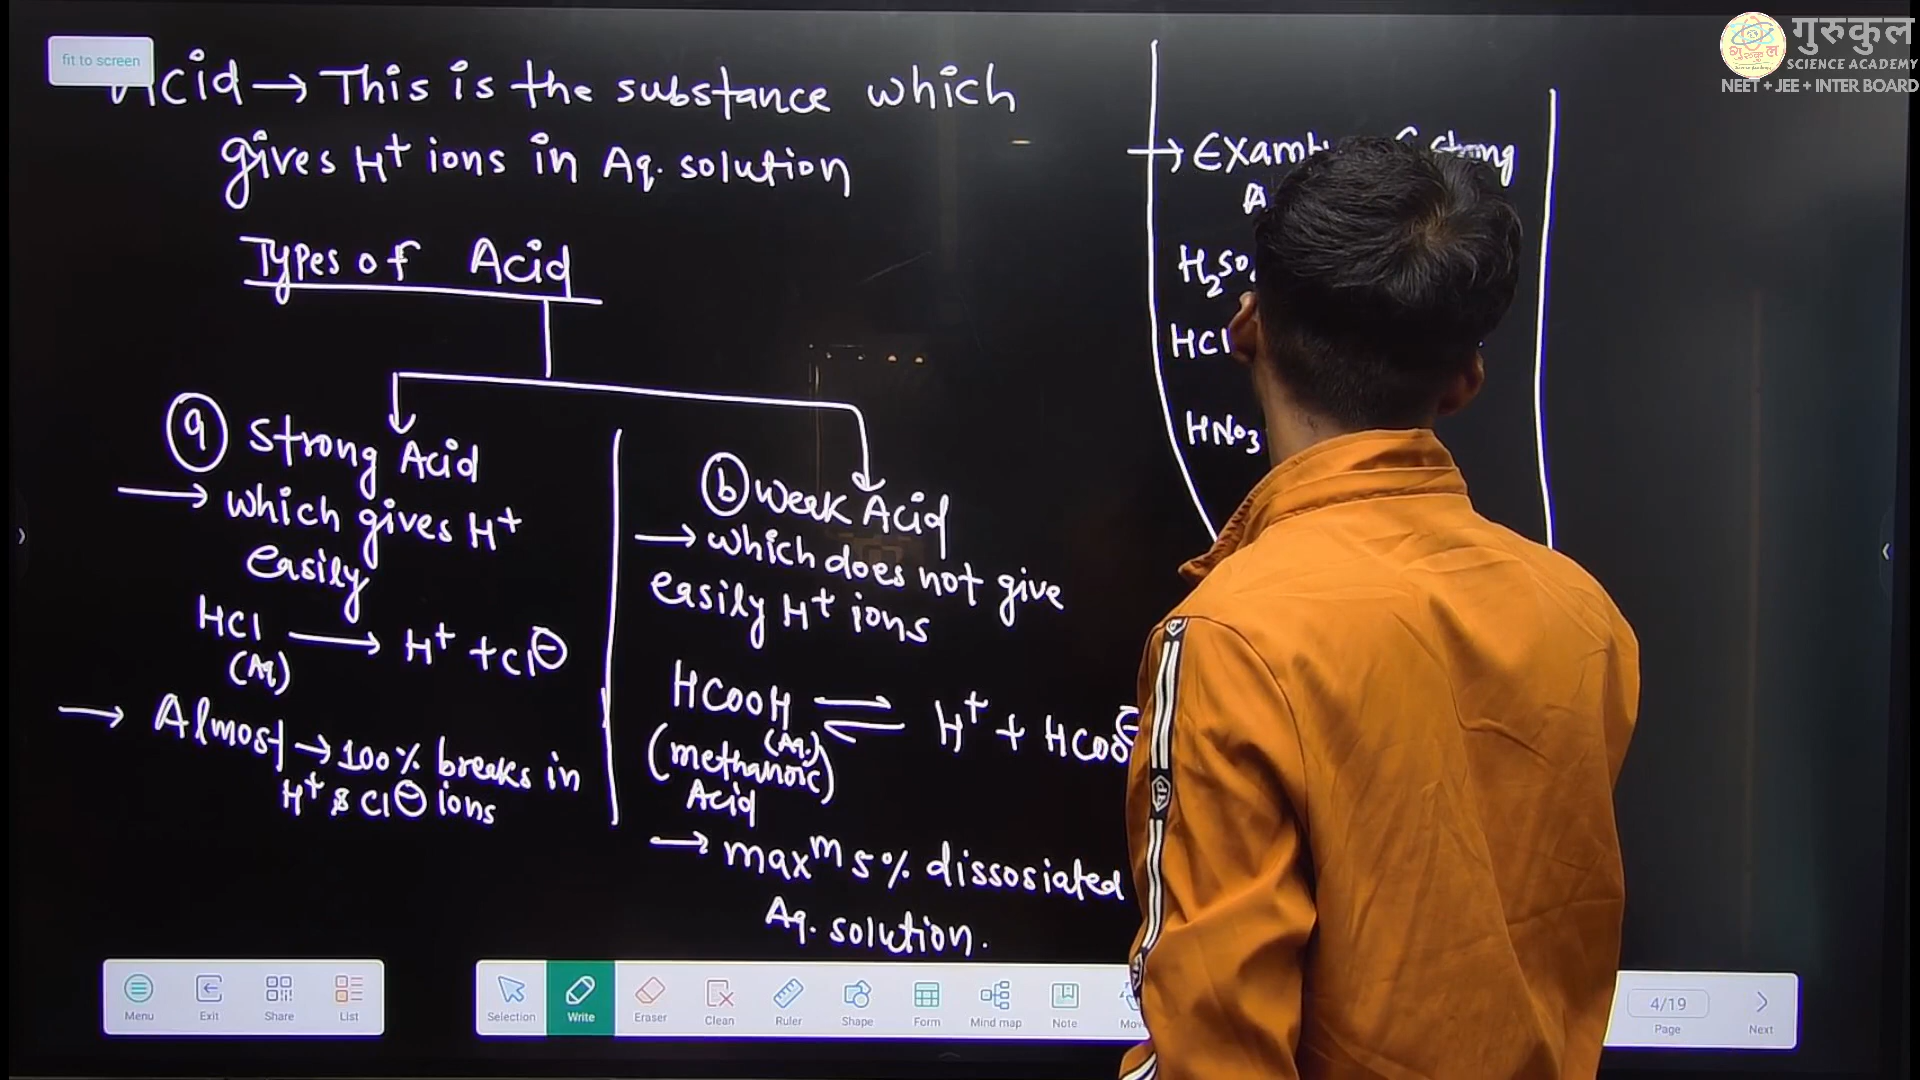 fit to screen
Acid → This is the substance which
gives H+ ions in Aq. solution
Types of Acid
(a) Strong Acid
→ which gives H+
easily
HCl → H+ + Cl⊖
(Aq)
→ Almost → 100% breaks in
H+ & Cl⊖ ions
(b) Weak Acid
→ which does not give
easily H+ ions
HCOOH ⇌ H+ + HCOO⊖
(Aq.)
(methanoic)
Acid
→ maxm 5% dissosiated
Aq. solution.
→ strong
H2SO
HCl
HNO3
गुरुकुल
SCIENCE ACADEMY
NEET + JEE + INTER BOARD
Menu Exit Share List
Selection Write Eraser Clean Ruler Shape Form Mind map Note
4/19
Page Next